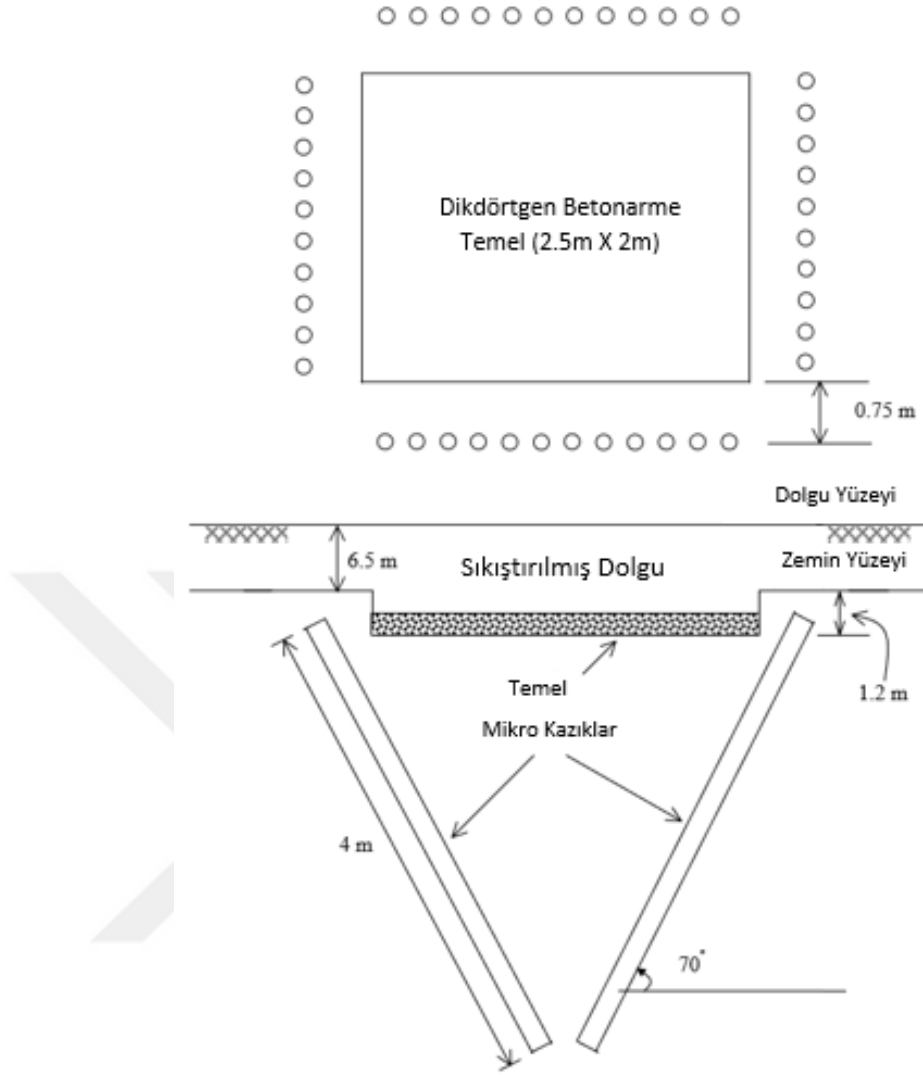 Dikdörtgen Betonarme
Temel (2.5m X 2m)
0.75 m
Dolgu Yüzeyi
6.5 m
Sıkıştırılmış Dolgu
Zemin Yüzeyi
Temel
1.2 m
Mikro Kazıklar
4 m
70°